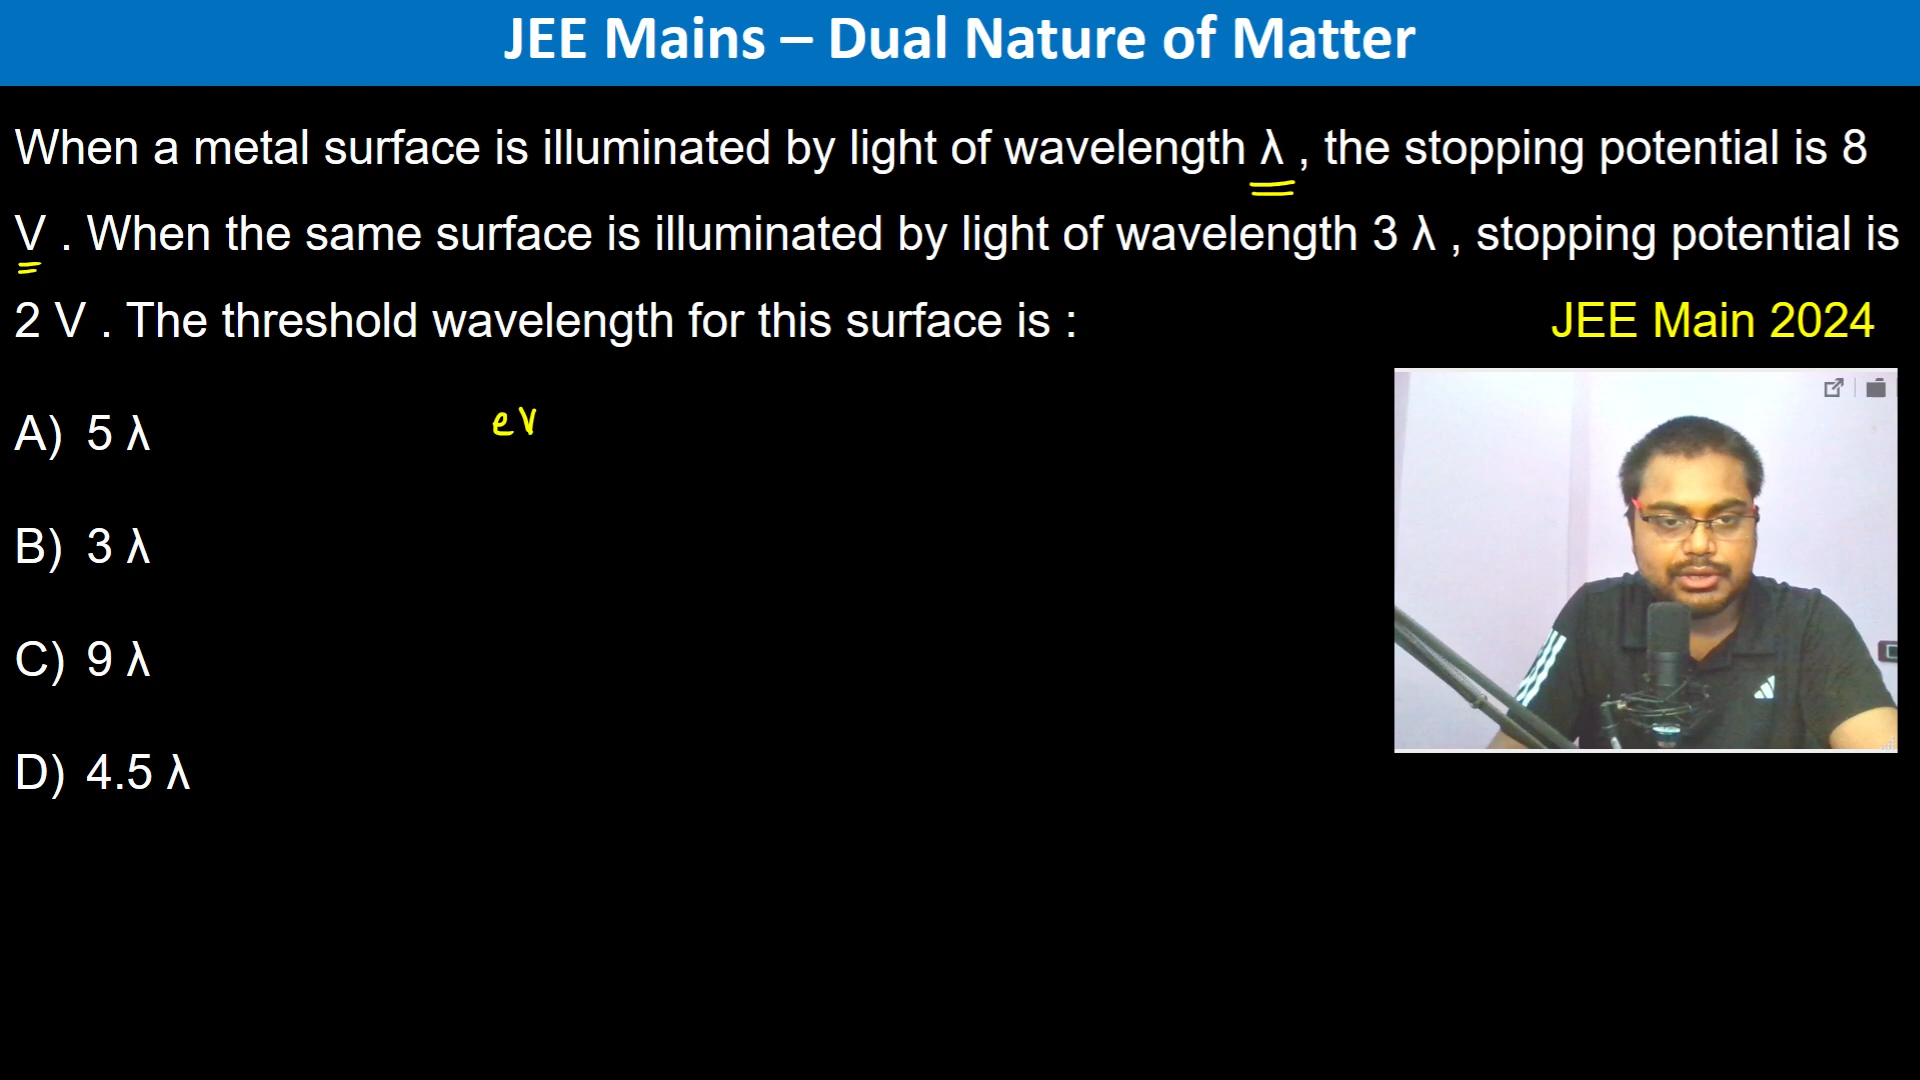 JEE Mains – Dual Nature of Matter
When a metal surface is illuminated by light of wavelength λ , the stopping potential is 8
V . When the same surface is illuminated by light of wavelength 3 λ , stopping potential is
2 V . The threshold wavelength for this surface is :
JEE Main 2024
A) 5 λ
eV
B) 3 λ
C) 9 λ
D) 4.5 λ